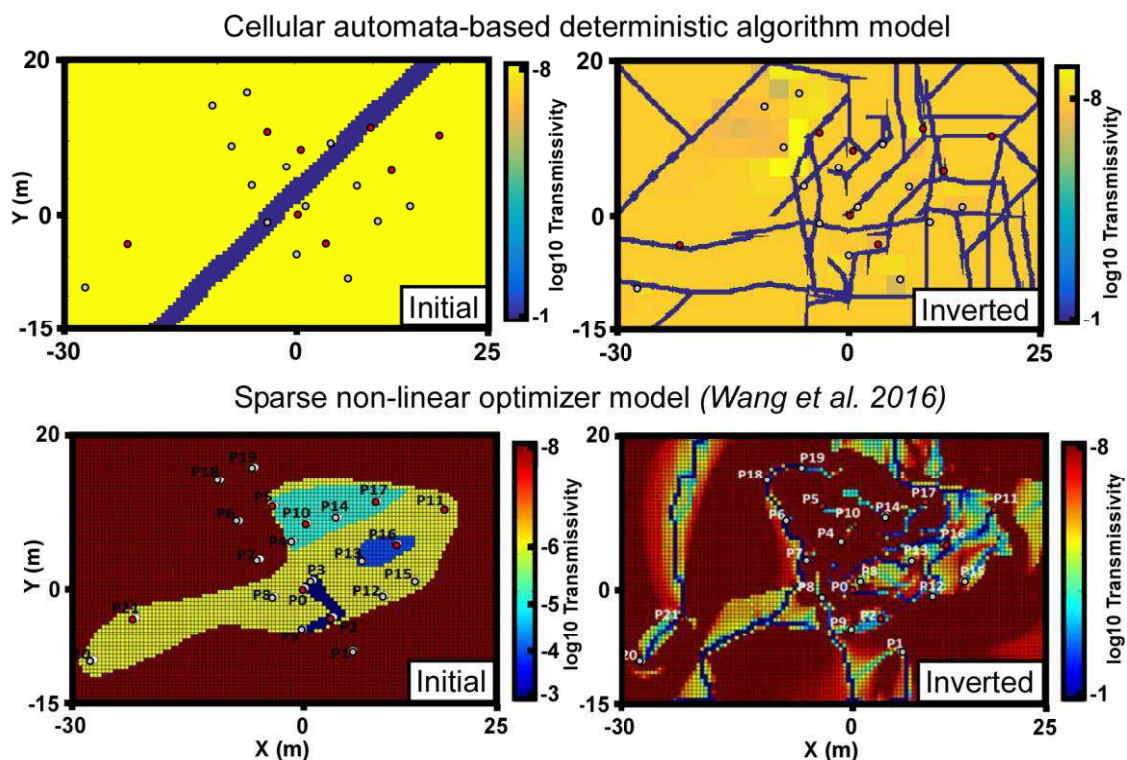 Cellular automata-based deterministic algorithm model
20
0
-15
-30
0
25
Y (m)
Initial
-8
-1
log10 Transmissivity
20
0
-15
-30
0
25
Inverted
-8
-1
log10 Transmissivity
Sparse non-linear optimizer model (Wang et al. 2016)
20
0
-15
-30
0
25
Y (m)
X (m)
P19
P18
P5
P17
P11
P10
P14
P6
P4
P16
P7
P13
P3
P15
P8
P0
P12
P21
P2
P9
P1
20
Initial
-8
-7
-6
-5
-4
-3
log10 Transmissivity
20
0
-15
-30
0
25
X (m)
P19
P18
P5
P17
P11
P10
P14
P6
P4
P16
P7
P13
P3
P15
P8
P0
P12
P21
P2
P9
P1
20
Inverted
-8
-1
log10 Transmissivity